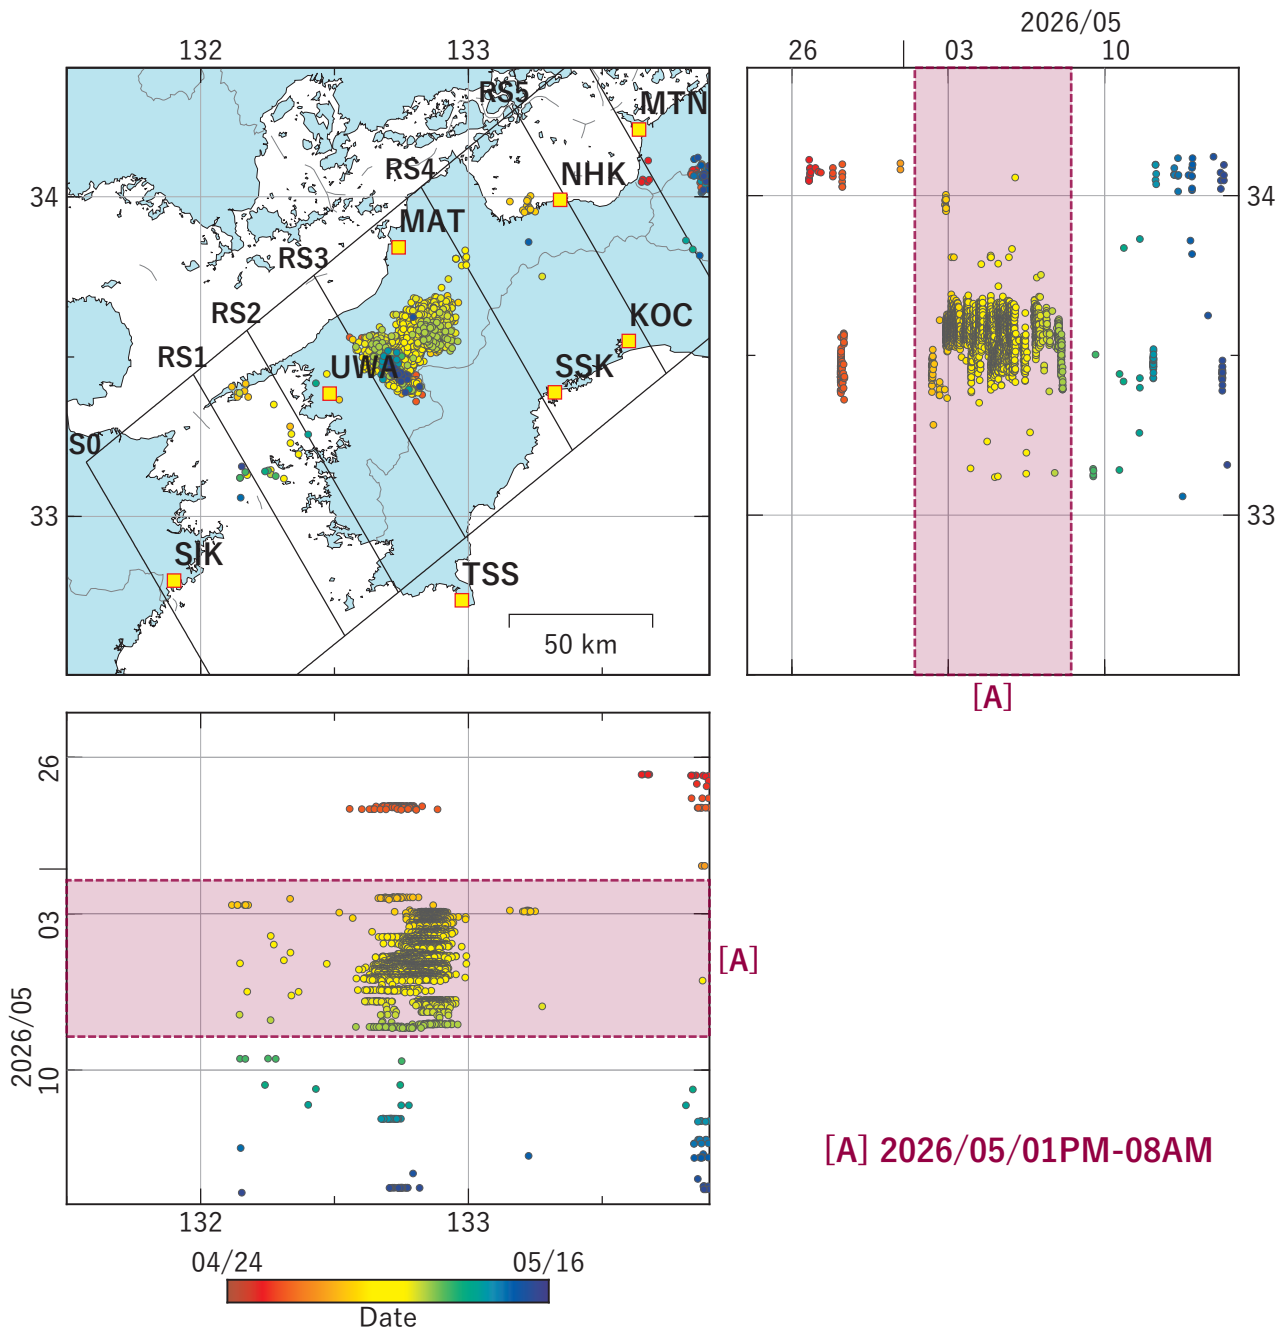 2026/05
132
133
26
03
10
RS5
MTN
RS4
NHK
34
MAT
34
RS3
RS2
KOC
RS1
UWA
SSK
S0
33
33
SIK
TSS
50 km
[A]
26
03
[A]
2026/05
10
[A] 2026/05/01PM-08AM
132
133
04/24
05/16
Date